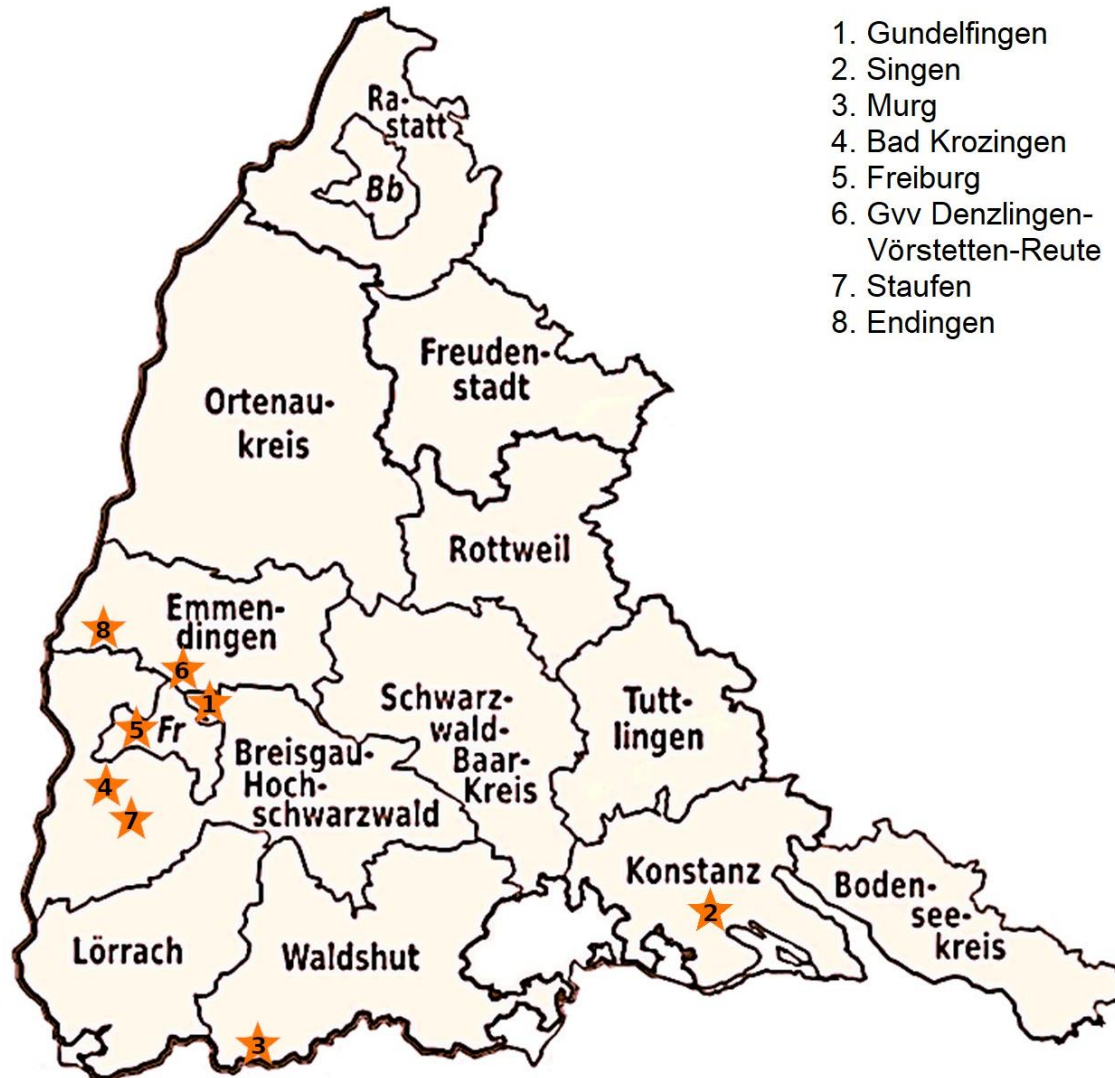 1. Gundelfingen
2. Singen
3. Murg
4. Bad Krozingen
5. Freiburg
6. Gvv Denzlingen-
Vörstetten-Reute
7. Staufen
8. Endingen
Ra-
statt
Bb
Freuden-
stadt
Ortenau-
kreis
Rottweil
Emmen-
dingen
8
6
1
5
Fr
Schwarz-
wald-
Baar-
Kreis
Tutt-
lingen
Breisgau-
Hoch-
schwarzwald
4
7
Konstanz
2
Boden-
see-
kreis
Lörrach
Waldshut
3